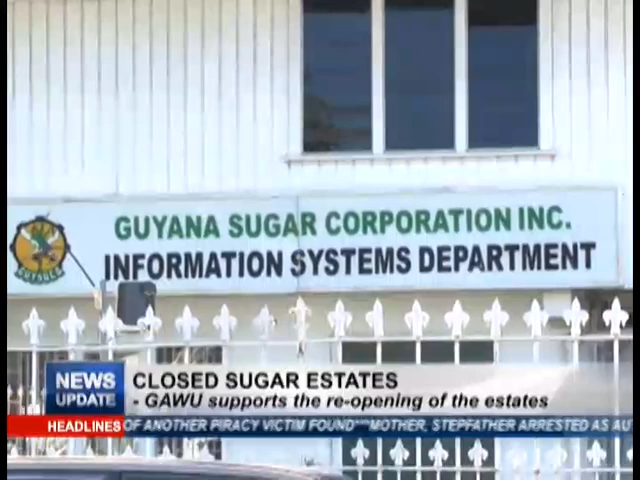 GUYANA SUGAR CORPORATION INC.
INFORMATION SYSTEMS DEPARTMENT
GUYSUCO
NEWS
UPDATE
CLOSED SUGAR ESTATES
- GAWU supports the re-opening of the estates
HEADLINES
OF ANOTHER PIRACY VICTIM FOUND***MOTHER, STEPFATHER ARRESTED AS AU